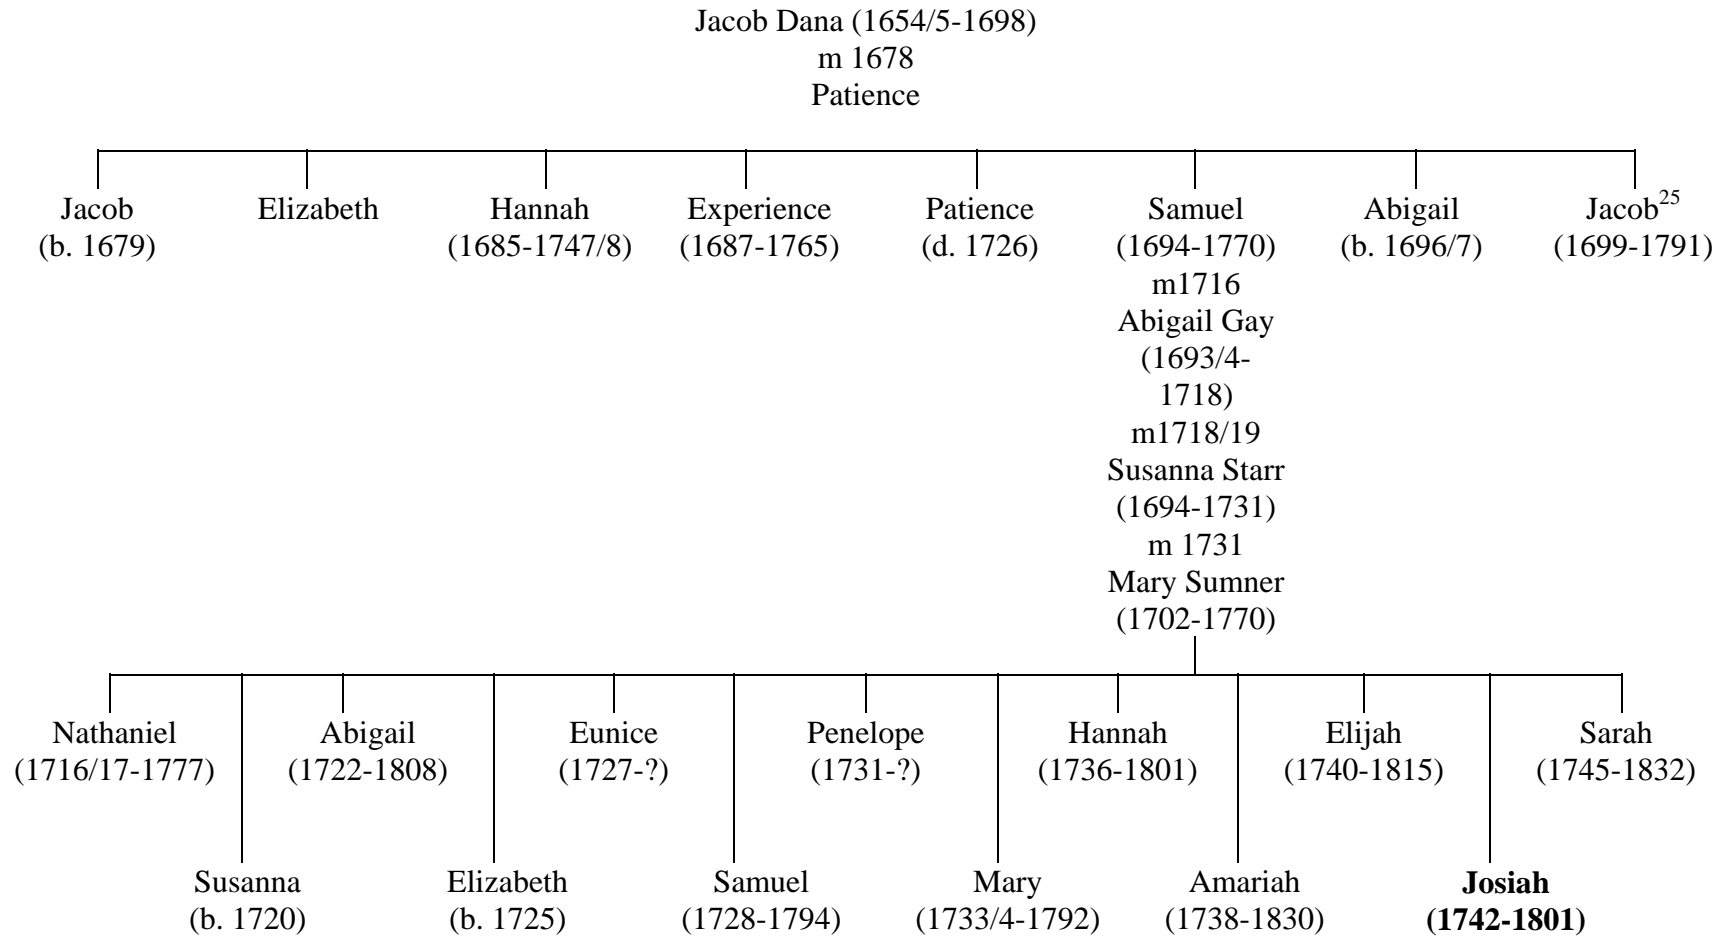 Jacob Dana (1654/5-1698)
m 1678
Patience
Jacob Elizabeth Hannah Experience Patience Samuel Abigail Jacob25
(b. 1679) (1685-1747/8) (1687-1765) (d. 1726) (1694-1770) (b. 1696/7) (1699-1791)
m1716
Abigail Gay
(1693/4-
1718)
m1718/19
Susanna Starr
(1694-1731)
m 1731
Mary Sumner
(1702-1770)
Nathaniel Abigail Eunice Penelope Hannah Elijah Sarah
(1716/17-1777) (1722-1808) (1727-?) (1731-?) (1736-1801) (1740-1815) (1745-1832)
Susanna Elizabeth Samuel Mary Amariah Josiah
(b. 1720) (b. 1725) (1728-1794) (1733/4-1792) (1738-1830) (1742-1801)